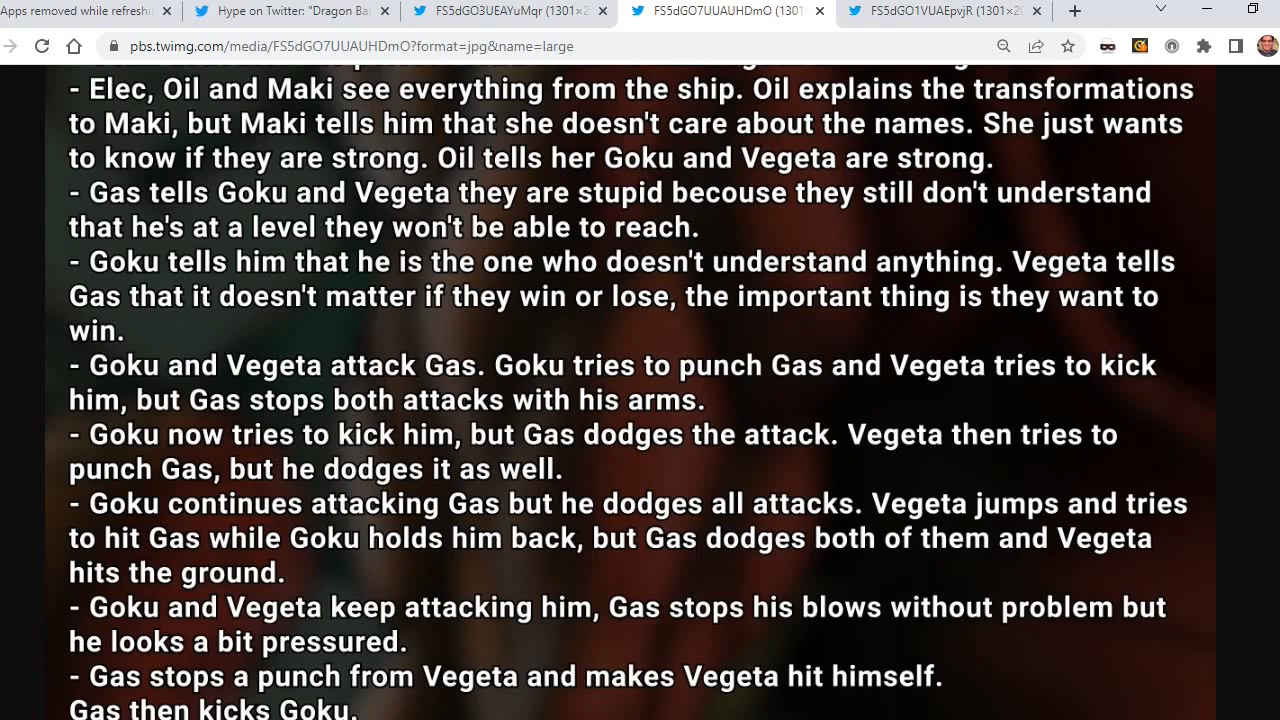 Apps removed while refreshi
Hype on Twitter: "Dragon Ba
FS5dGO3UEAYuMqr (1301×2
FS5dGO7UUAUHDmO (1301
FS5dGO1VUAEpvjR (1301×20
pbs.twimg.com/media/FS5dGO7UUAUHDmO?format=jpg&name=large
- Elec, Oil and Maki see everything from the ship. Oil explains the transformations
to Maki, but Maki tells him that she doesn't care about the names. She just wants
to know if they are strong. Oil tells her Goku and Vegeta are strong.
- Gas tells Goku and Vegeta they are stupid becouse they still don't understand
that he's at a level they won't be able to reach.
- Goku tells him that he is the one who doesn't understand anything. Vegeta tells
Gas that it doesn't matter if they win or lose, the important thing is they want to
win.
- Goku and Vegeta attack Gas. Goku tries to punch Gas and Vegeta tries to kick
him, but Gas stops both attacks with his arms.
- Goku now tries to kick him, but Gas dodges the attack. Vegeta then tries to
punch Gas, but he dodges it as well.
- Goku continues attacking Gas but he dodges all attacks. Vegeta jumps and tries
to hit Gas while Goku holds him back, but Gas dodges both of them and Vegeta
hits the ground.
- Goku and Vegeta keep attacking him, Gas stops his blows without problem but
he looks a bit pressured.
- Gas stops a punch from Vegeta and makes Vegeta hit himself.
Gas then kicks Goku.